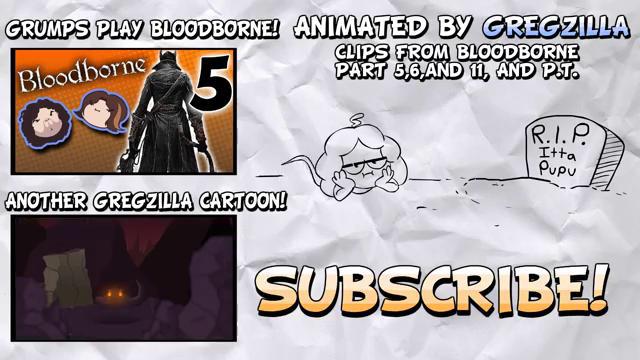 GRUMPS PLAY BLOODBORNE!
Bloodborne
5
ANOTHER GREGZILLA CARTOON!
ANIMATED BY GREGZILLA
CLIPS FROM BLOODBORNE
PART 5,6,AND 11, AND P.T.
R.I.P.
Itta
Pupu
SUBSCRIBE!